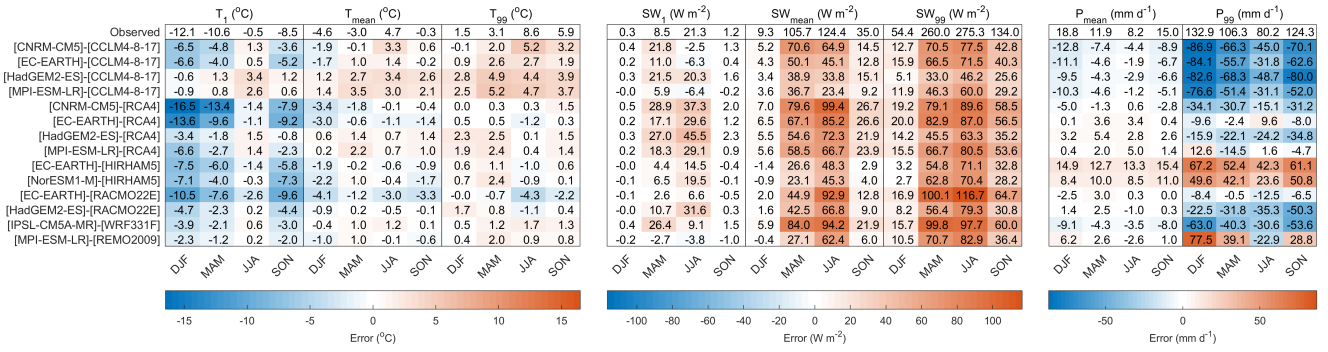 T1 (°C) Tmean (°C) T99 (°C) SW1 (W m-2) SWmean (W m-2) SW99 (W m-2) Pmean (mm d-1) P99 (mm d-1)
Observed -12.1 -10.6 -0.5 -8.5 -4.6 -3.0 4.7 -0.3 1.5 3.1 8.6 5.9 0.3 8.5 21.3 1.2 9.3 105.7 124.4 35.0 54.4 260.0 275.3 134.0 18.8 11.9 8.2 15.0 132.9 106.3 80.2 124.3
[CNRM-CM5]-[CCLM4-8-17] -6.5 -4.8 1.3 -3.6 -1.9 -0.1 3.3 0.6 -0.1 2.0 5.2 3.2 0.4 21.8 -2.5 1.3 5.2 70.6 64.9 14.5 12.7 70.5 77.5 42.8 -12.8 -7.4 -4.4 -8.9 -86.9 -66.3 -45.0 -70.1
[EC-EARTH]-[CCLM4-8-17] -6.6 -4.0 0.5 -5.2 -1.7 1.0 1.4 -0.2 0.9 2.6 2.7 1.9 0.2 11.0 -6.3 0.4 2.9 56.7 45.1 12.4 9.9 66.5 71.5 40.3 -11.1 -4.6 -1.9 -6.7 -84.1 -55.7 -31.8 -62.6
[HadGEM2-ES]-[CCLM4-8-17] -1.1 0.6 3.4 1.2 1.2 2.7 3.4 2.6 2.8 4.9 4.4 3.9 0.3 21.5 20.3 1.6 3.4 38.9 33.8 15.1 5.1 33.0 46.2 25.6 -9.5 -4.3 -2.9 -9.6 -82.6 -68.3 -48.7 -80.0
[MPI-ESM-LR]-[CCLM4-8-17] -0.9 0.8 2.6 0.6 1.4 3.5 3.0 2.1 2.5 5.2 4.7 3.7 -0.0 5.9 -6.4 -0.2 3.4 36.7 23.4 9.2 11.9 46.3 60.0 29.2 -5.3 -2.9 -1.6 -3.9 -76.6 -51.4 -31.1 -52.0
[CNRM-CM5]-[RCA4] -16.5 -13.4 -1.1 -7.9 -3.4 -1.8 -0.1 -0.4 0.0 0.3 0.3 1.5 0.5 28.9 37.3 2.0 7.0 79.6 99.4 26.7 19.2 79.1 89.6 58.5 -5.0 -1.3 0.6 -2.8 -34.1 -30.7 -15.7 -31.2
[EC-EARTH]-[RCA4] -13.6 -9.6 -1.1 -9.2 -3.0 -0.6 -1.1 -1.4 0.5 0.5 -1.2 0.3 0.2 17.1 29.6 1.2 6.1 67.1 85.2 26.6 20.0 82.9 87.0 56.5 0.1 3.6 3.4 0.4 -9.6 -2.4 9.6 -8.0
[HadGEM2-ES]-[RCA4] -3.4 -1.8 1.5 -0.8 0.6 1.4 0.7 1.4 2.3 2.5 0.1 1.5 0.3 27.0 45.5 2.3 5.3 54.6 72.3 21.9 14.2 45.5 63.3 35.2 3.2 5.4 2.8 2.6 -15.9 -22.1 -24.2 -34.8
[MPI-ESM-LR]-[RCA4] -6.6 -2.7 1.4 -2.3 -0.2 2.2 0.7 1.0 1.9 2.4 0.4 1.4 0.2 18.3 29.1 0.9 5.6 58.5 66.7 23.9 15.7 66.7 80.5 53.6 0.4 2.0 5.0 1.4 12.6 -14.5 1.6 -4.7
[EC-EARTH]-[HIRHAM5] -7.5 -6.0 -1.4 -5.8 -1.9 -0.2 -0.6 -0.9 0.6 1.1 -1.0 0.6 -0.0 4.4 14.5 -0.4 -1.4 26.6 48.3 2.9 3.2 54.8 71.1 32.8 14.9 12.7 13.3 15.4 67.2 52.4 42.3 61.1
[NorESM1-M]-[HIRHAM5] -7.1 -4.0 -0.3 -7.3 -2.2 1.0 -0.4 -1.7 0.7 2.4 -0.9 0.1 -0.1 6.5 19.5 -0.1 -2.7 23.1 45.3 4.0 2.7 62.8 70.4 28.2 8.4 10.0 8.5 11.0 49.6 42.1 23.6 50.8
[EC-EARTH]-[RACMO22E] -10.5 -7.6 -2.6 -9.6 -4.1 -1.2 -3.0 -3.3 -0.2 -0.7 -4.3 -2.2 -0.1 2.6 6.6 -0.5 2.5 44.9 92.9 12.8 16.8 100.1 116.7 64.7 -2.5 3.0 3.5 -0.0 -8.4 -0.5 -12.5 -6.5
[HadGEM2-ES]-[RACMO22E] -4.7 -2.3 0.2 -4.4 -0.9 0.2 -0.5 -0.1 1.7 0.8 -1.1 0.4 -0.0 10.7 31.6 0.3 1.6 42.5 66.8 9.0 8.2 56.4 79.3 30.8 1.4 2.5 -1.0 -0.3 -22.5 -31.8 -35.3 -50.3
[IPSL-CM5A-MR]-[WRF331F] -3.9 -2.1 0.6 -3.0 -0.4 1.0 1.2 0.1 0.5 1.2 1.7 1.3 0.4 26.4 9.1 1.5 5.9 84.0 94.2 21.9 15.7 99.8 97.7 60.0 -9.1 -4.3 -3.5 -8.0 -63.0 -40.3 -30.6 -53.6
[MPI-ESM-LR]-[REMO2009] -2.3 -1.2 0.2 -2.0 -1.0 1.0 -0.1 -0.6 0.4 2.0 0.9 0.8 -0.2 -2.7 -3.8 -1.0 -0.4 27.1 62.4 6.0 10.5 70.7 82.9 36.4 6.2 2.6 -2.6 1.0 77.5 39.1 -22.9 28.8
DJF MAM JJA SON DJF MAM JJA SON DJF MAM JJA SON DJF MAM JJA SON DJF MAM JJA SON DJF MAM JJA SON DJF MAM JJA SON DJF MAM JJA SON
-15 -10 -5 0 5 10 15 -100 -80 -60 -40 -20 0 20 40 60 80 100 -50 0 50
Error (°C) Error (W m-2) Error (mm d-1)